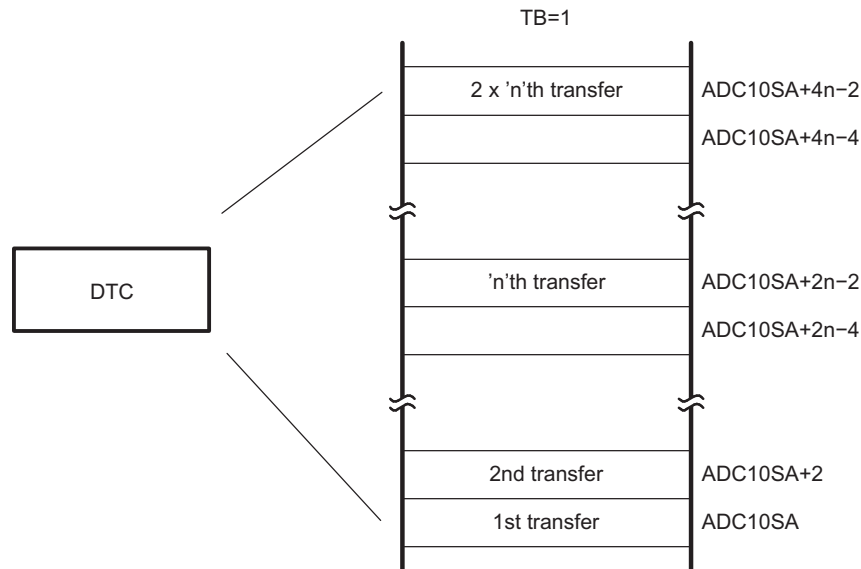 TB=1
2 x ’n’th transfer
ADC10SA+4n−2
ADC10SA+4n−4
DTC
’n’th transfer
ADC10SA+2n−2
ADC10SA+2n−4
2nd transfer
ADC10SA+2
1st transfer
ADC10SA